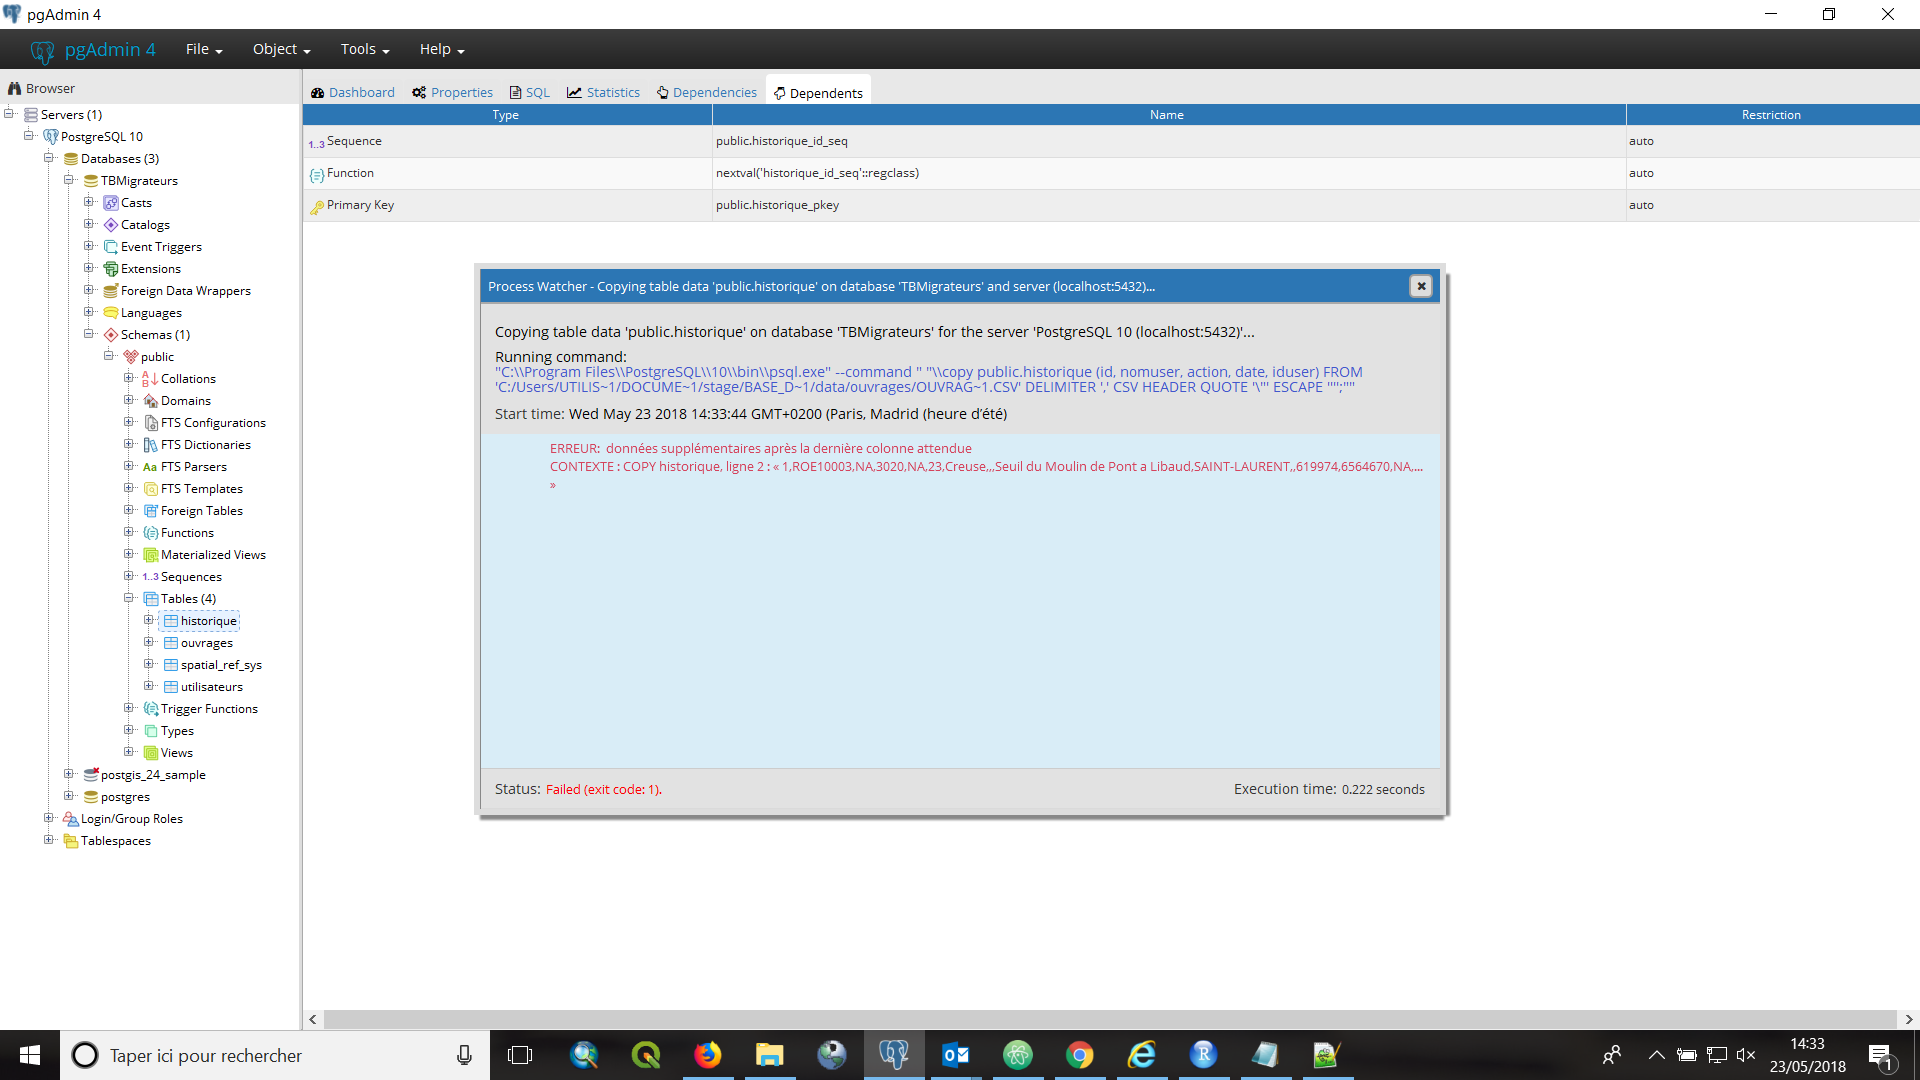 pgAdmin 4
pgAdmin 4 File Object Tools Help
Browser
Servers (1)
PostgreSQL 10
Databases (3)
TBMigrateurs
Casts
Catalogs
Event Triggers
Extensions
Foreign Data Wrappers
Languages
Schemas (1)
public
Collations
Domains
FTS Configurations
FTS Dictionaries
FTS Parsers
FTS Templates
Foreign Tables
Functions
Materialized Views
Sequences
Tables (4)
historique
ouvrages
spatial_ref_sys
utilisateurs
Trigger Functions
Types
Views
postgis_24_sample
postgres
Login/Group Roles
Tablespaces
Dashboard Properties SQL Statistics Dependencies Dependents
Type Name Restriction
Sequence public.historique_id_seq auto
Function nextval('historique_id_seq'::regclass) auto
Primary Key public.historique_pkey auto
Process Watcher - Copying table data 'public.historique' on database 'TBMigrateurs' and server (localhost:5432)...
Copying table data 'public.historique' on database 'TBMigrateurs' for the server 'PostgreSQL 10 (localhost:5432)'...
Running command:
"C:\\Program Files\\PostgreSQL\\10\\bin\\psql.exe" --command " "\\copy public.historique (id, nomuser, action, date, iduser) FROM
'C:/Users/UTILIS~1/DOCUME~1/stage/BASE_D~1/data/ouvrages/OUVRAG~1.CSV' DELIMITER ',' CSV HEADER QUOTE '\"' ESCAPE '"';""
Start time: Wed May 23 2018 14:33:44 GMT+0200 (Paris, Madrid (heure d'été)
ERREUR: données supplémentaires après la dernière colonne attendue
CONTEXTE : COPY historique, ligne 2 : « 1,ROE10003,NA,3020,NA,23,Creuse,,,Seuil du Moulin de Pont a Libaud,SAINT-LAURENT,,619974,6564670,NA,...
»
Status: Failed (exit code: 1). Execution time: 0.222 seconds
Taper ici pour rechercher
14:33
23/05/2018
1